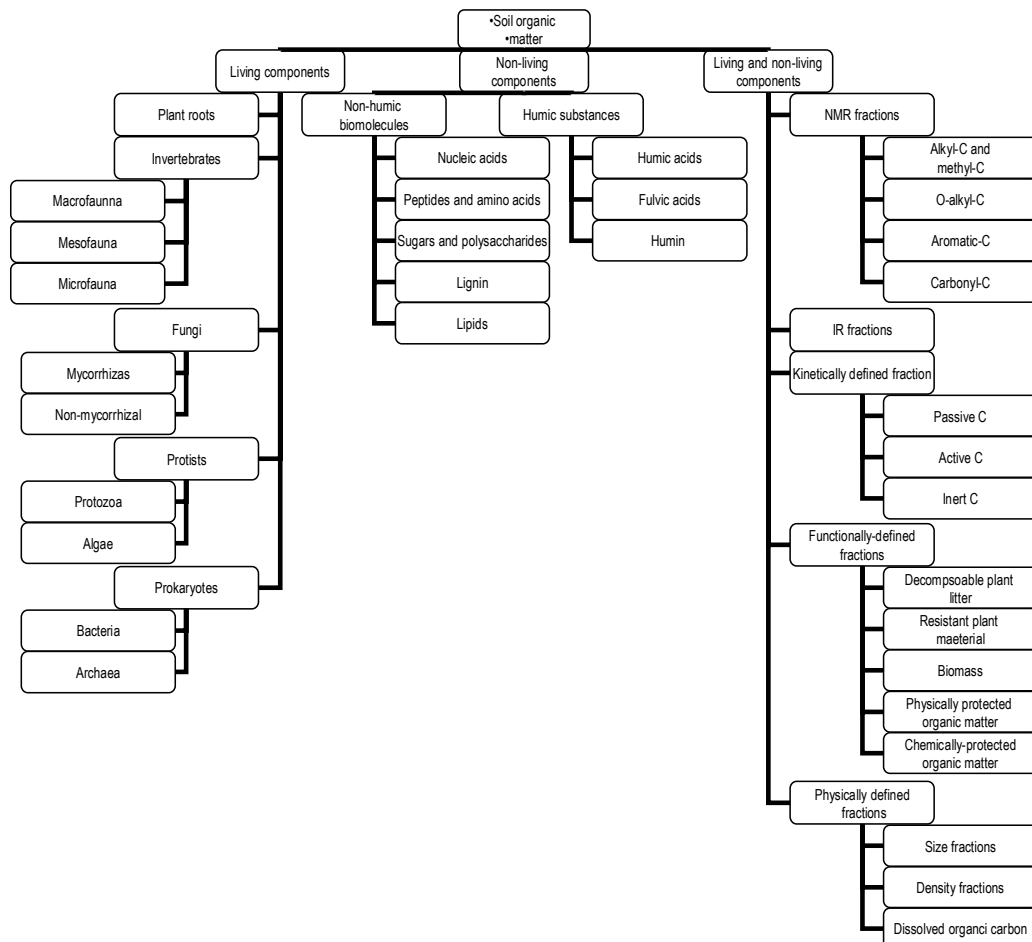 •Soil organic
•matter
Living components
Plant roots
Invertebrates
Macrofaunna
Mesofauna
Microfauna
Fungi
Mycorrhizas
Non-mycorrhizal
Protists
Protozoa
Algae
Prokaryotes
Bacteria
Archaea
Non-living
components
Non-humic
biomolecules
Nucleic acids
Peptides and amino acids
Sugars and polysaccharides
Lignin
Lipids
Humic substances
Humic acids
Fulvic acids
Humin
Living and non-living
components
NMR fractions
Alkyl-C and
methyl-C
O-alkyl-C
Aromatic-C
Carbonyl-C
IR fractions
Kinetically defined fraction
Passive C
Active C
Inert C
Functionally-defined
fractions
Decompsoable plant
litter
Resistant plant
maeterial
Biomass
Physically protected
organic matter
Chemically-protected
organic matter
Physically defined
fractions
Size fractions
Density fractions
Dissolved organci carbon